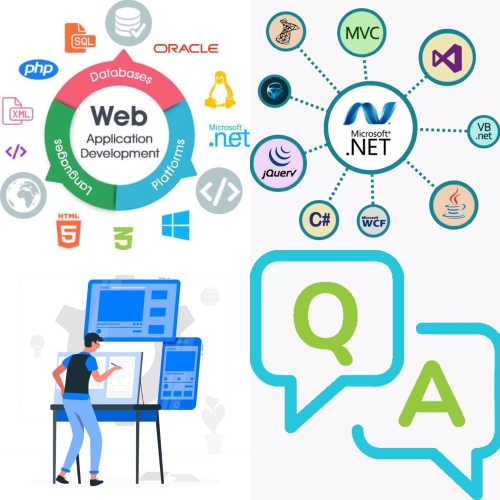 SQL
ORACLE
php
Databases
XML
Web
Application
Development
Microsoft
.net
Languages
Platforms
HTML
5
3
MVC
Microsoft®
.NET
VB
.net
jQuery
C#
Microsoft
WCF
Q
A